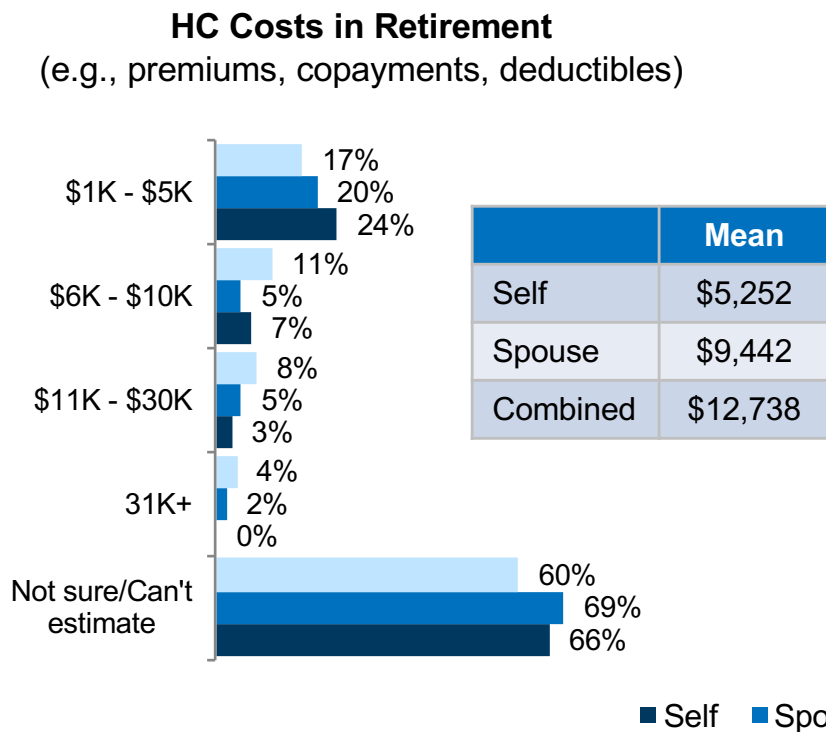 HC Costs in Retirement
(e.g., premiums, copayments, deductibles)
$1K - $5K
17%
20%
24%
$6K - $10K
11%
5%
7%
$11K - $30K
8%
5%
3%
31K+
4%
2%
0%
Not sure/Can't
estimate
60%
69%
66%
Mean
Self $5,252
Spouse $9,442
Combined $12,738
Self Spo